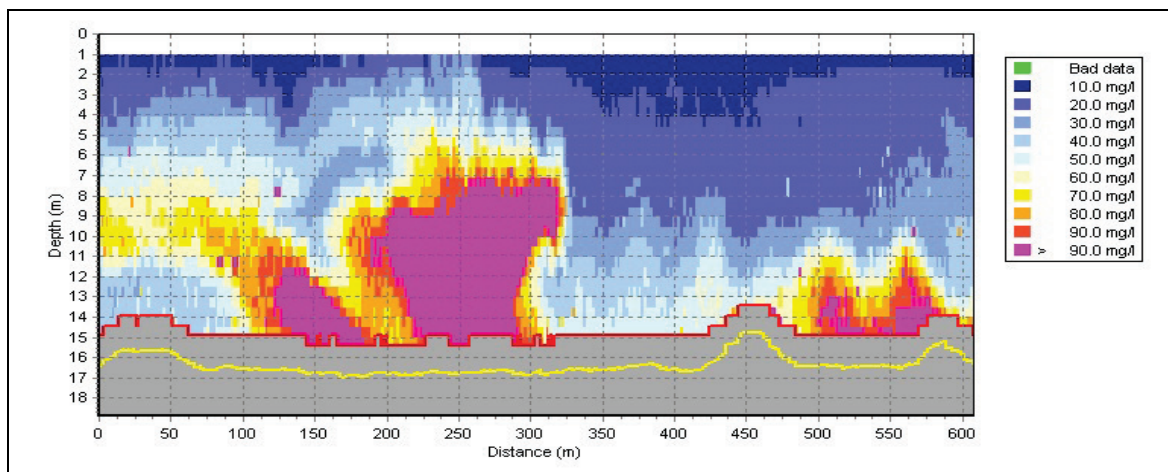 0
1
2
3
4
5
6
7
8
9
10
11
12
13
14
15
16
17
18
Depth (m)
0 50 100 150 200 250 300 350 400 450 500 550 600
Distance (m)
Bad data
10.0 mg/l
20.0 mg/l
30.0 mg/l
40.0 mg/l
50.0 mg/l
60.0 mg/l
70.0 mg/l
80.0 mg/l
90.0 mg/l
> 90.0 mg/l